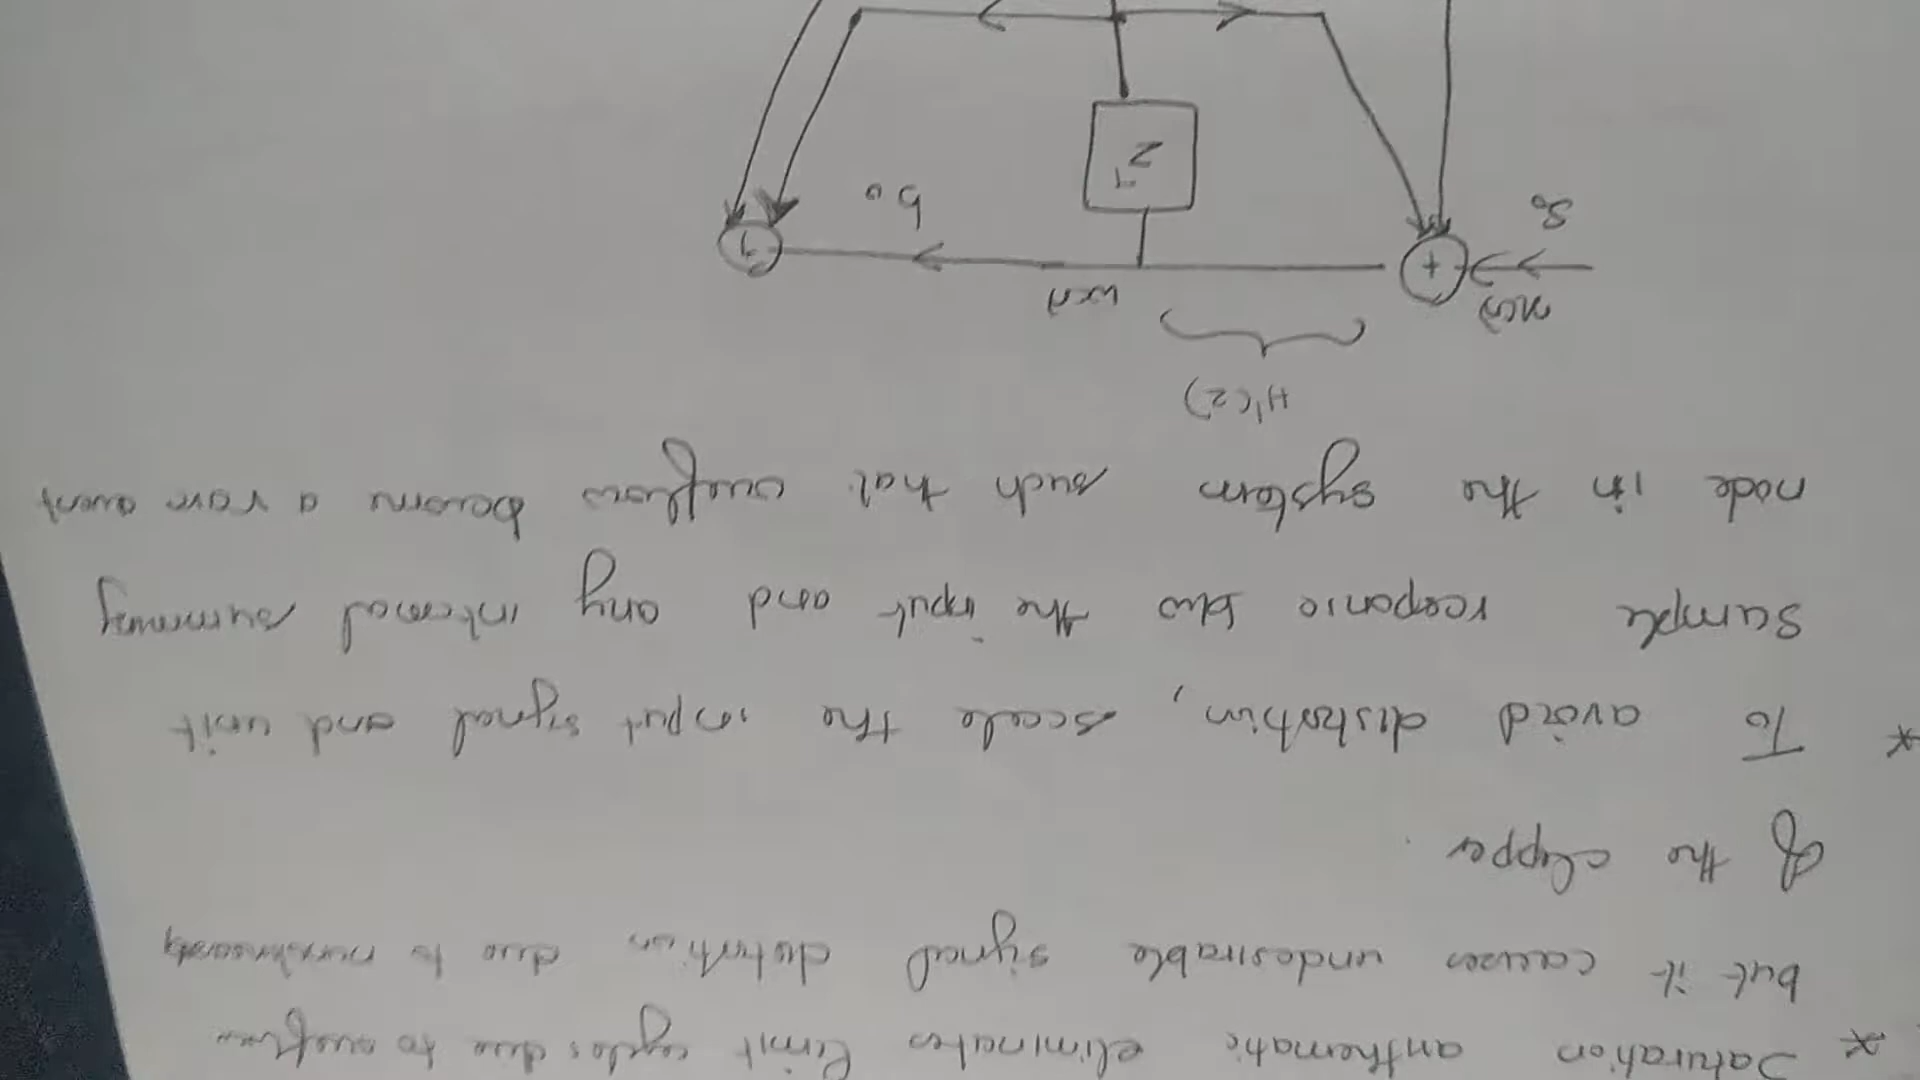 * Saturation arithematic eliminates limit cycles due to overflow
but it causes undesirable signal distortion due to nonlinearity
of the clipper.
* To avoid distortion, scale the input signal and unit
sample response b/w the input and any internal summing
node in the system such that overflow become a rare event
H'(z)
x(n)
w(n)
S₀
+
b₀
z⁻¹